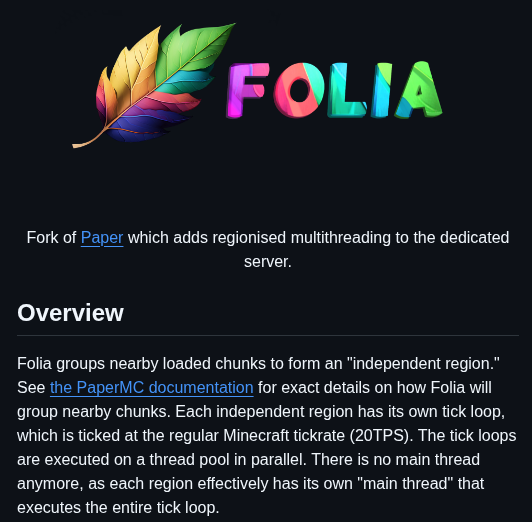 FOLIA
Fork of Paper which adds regionised multithreading to the dedicated
server.
Overview
Folia groups nearby loaded chunks to form an "independent region."
See the PaperMC documentation for exact details on how Folia will
group nearby chunks. Each independent region has its own tick loop,
which is ticked at the regular Minecraft tickrate (20TPS). The tick loops
are executed on a thread pool in parallel. There is no main thread
anymore, as each region effectively has its own "main thread" that
executes the entire tick loop.